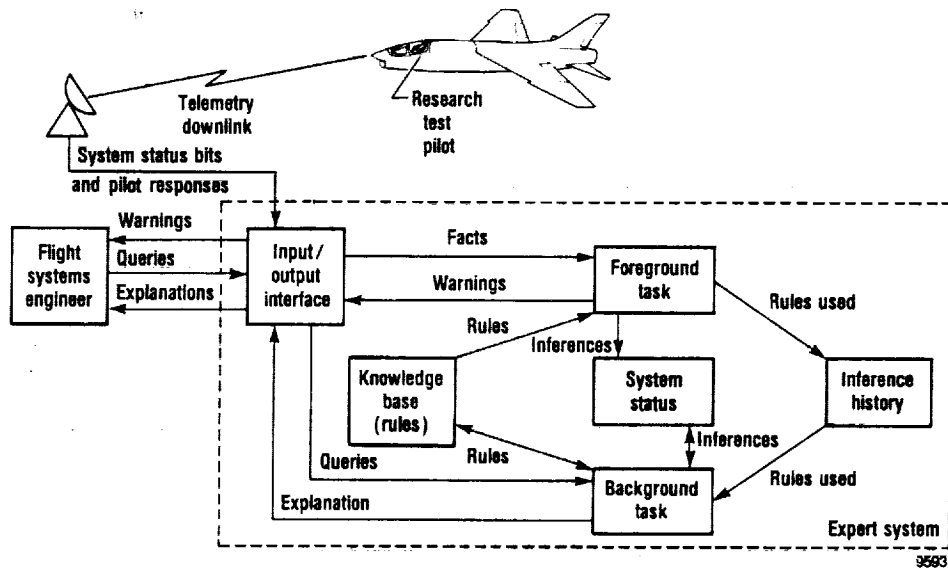 Telemetry
downlink
Research
test
pilot
System status bits
and pilot responses
Warnings
Queries
Explanations
Flight
systems
engineer
Input/
output
interface
Facts
Warnings
Foreground
task
Rules used
Rules
Inferences
Knowledge
base
(rules)
System
status
Inference
history
Inferences
Rules
Queries
Rules used
Explanation
Background
task
Expert system
9593